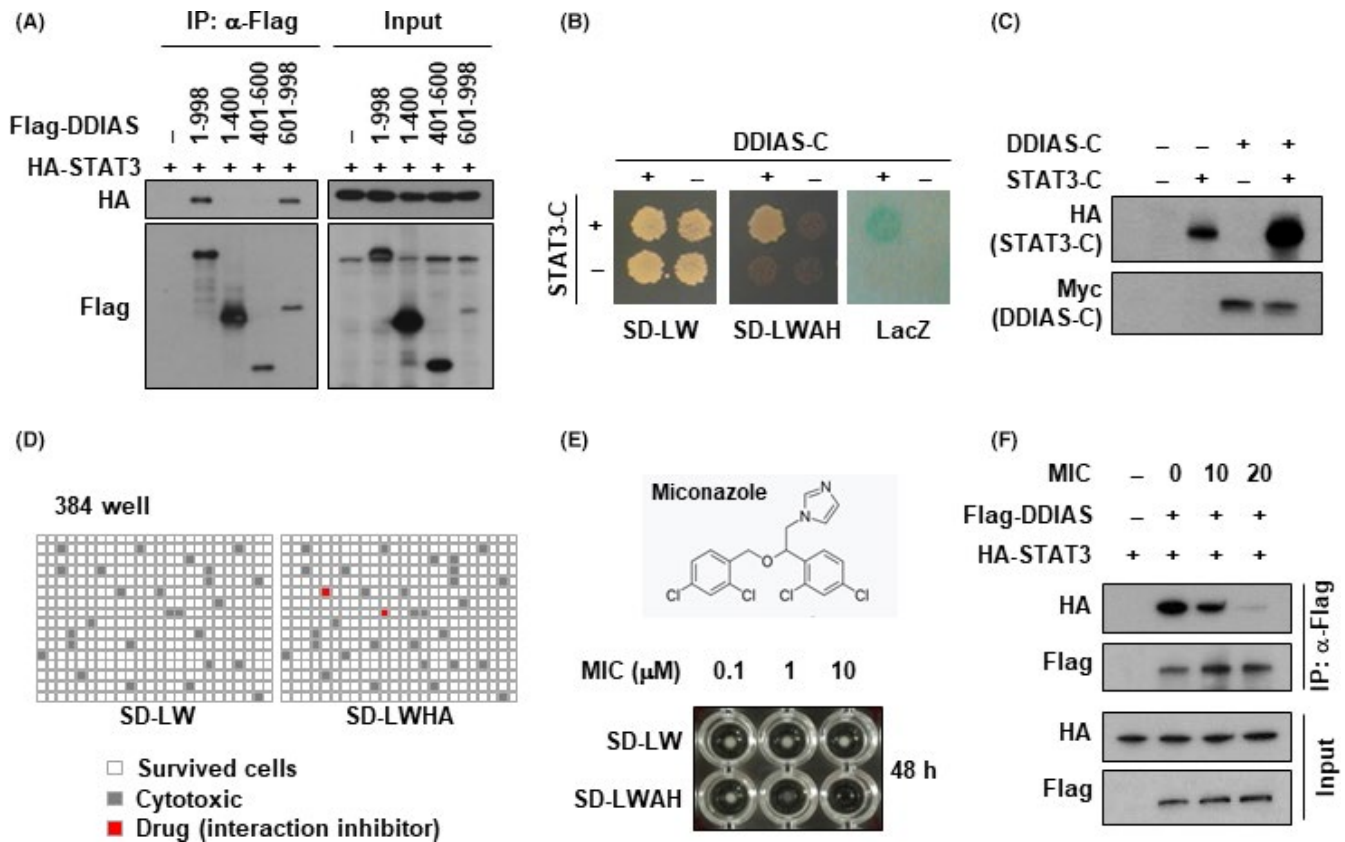 (A)
IP: α-Flag
Input
Flag-DDIAS
–
1-998
1-400
401-600
601-998
–
1-998
1-400
401-600
601-998
HA-STAT3
+ + + + + + + + + +
HA
Flag
(B)
DDIAS-C
+ – + – + –
STAT3-C
+
–
SD-LW
SD-LWAH
LacZ
(C)
DDIAS-C – – + +
STAT3-C – + – +
HA
(STAT3-C)
Myc
(DDIAS-C)
(D)
384 well
SD-LW
SD-LWHA
Survived cells
Cytotoxic
Drug (interaction inhibitor)
(E)
Miconazole
N
N
O
Cl
Cl
Cl
Cl
MIC (μM) 0.1 1 10
SD-LW
SD-LWAH
48 h
(F)
MIC – 0 10 20
Flag-DDIAS – + + +
HA-STAT3 + + + +
HA
Flag
IP: α-Flag
HA
Flag
Input